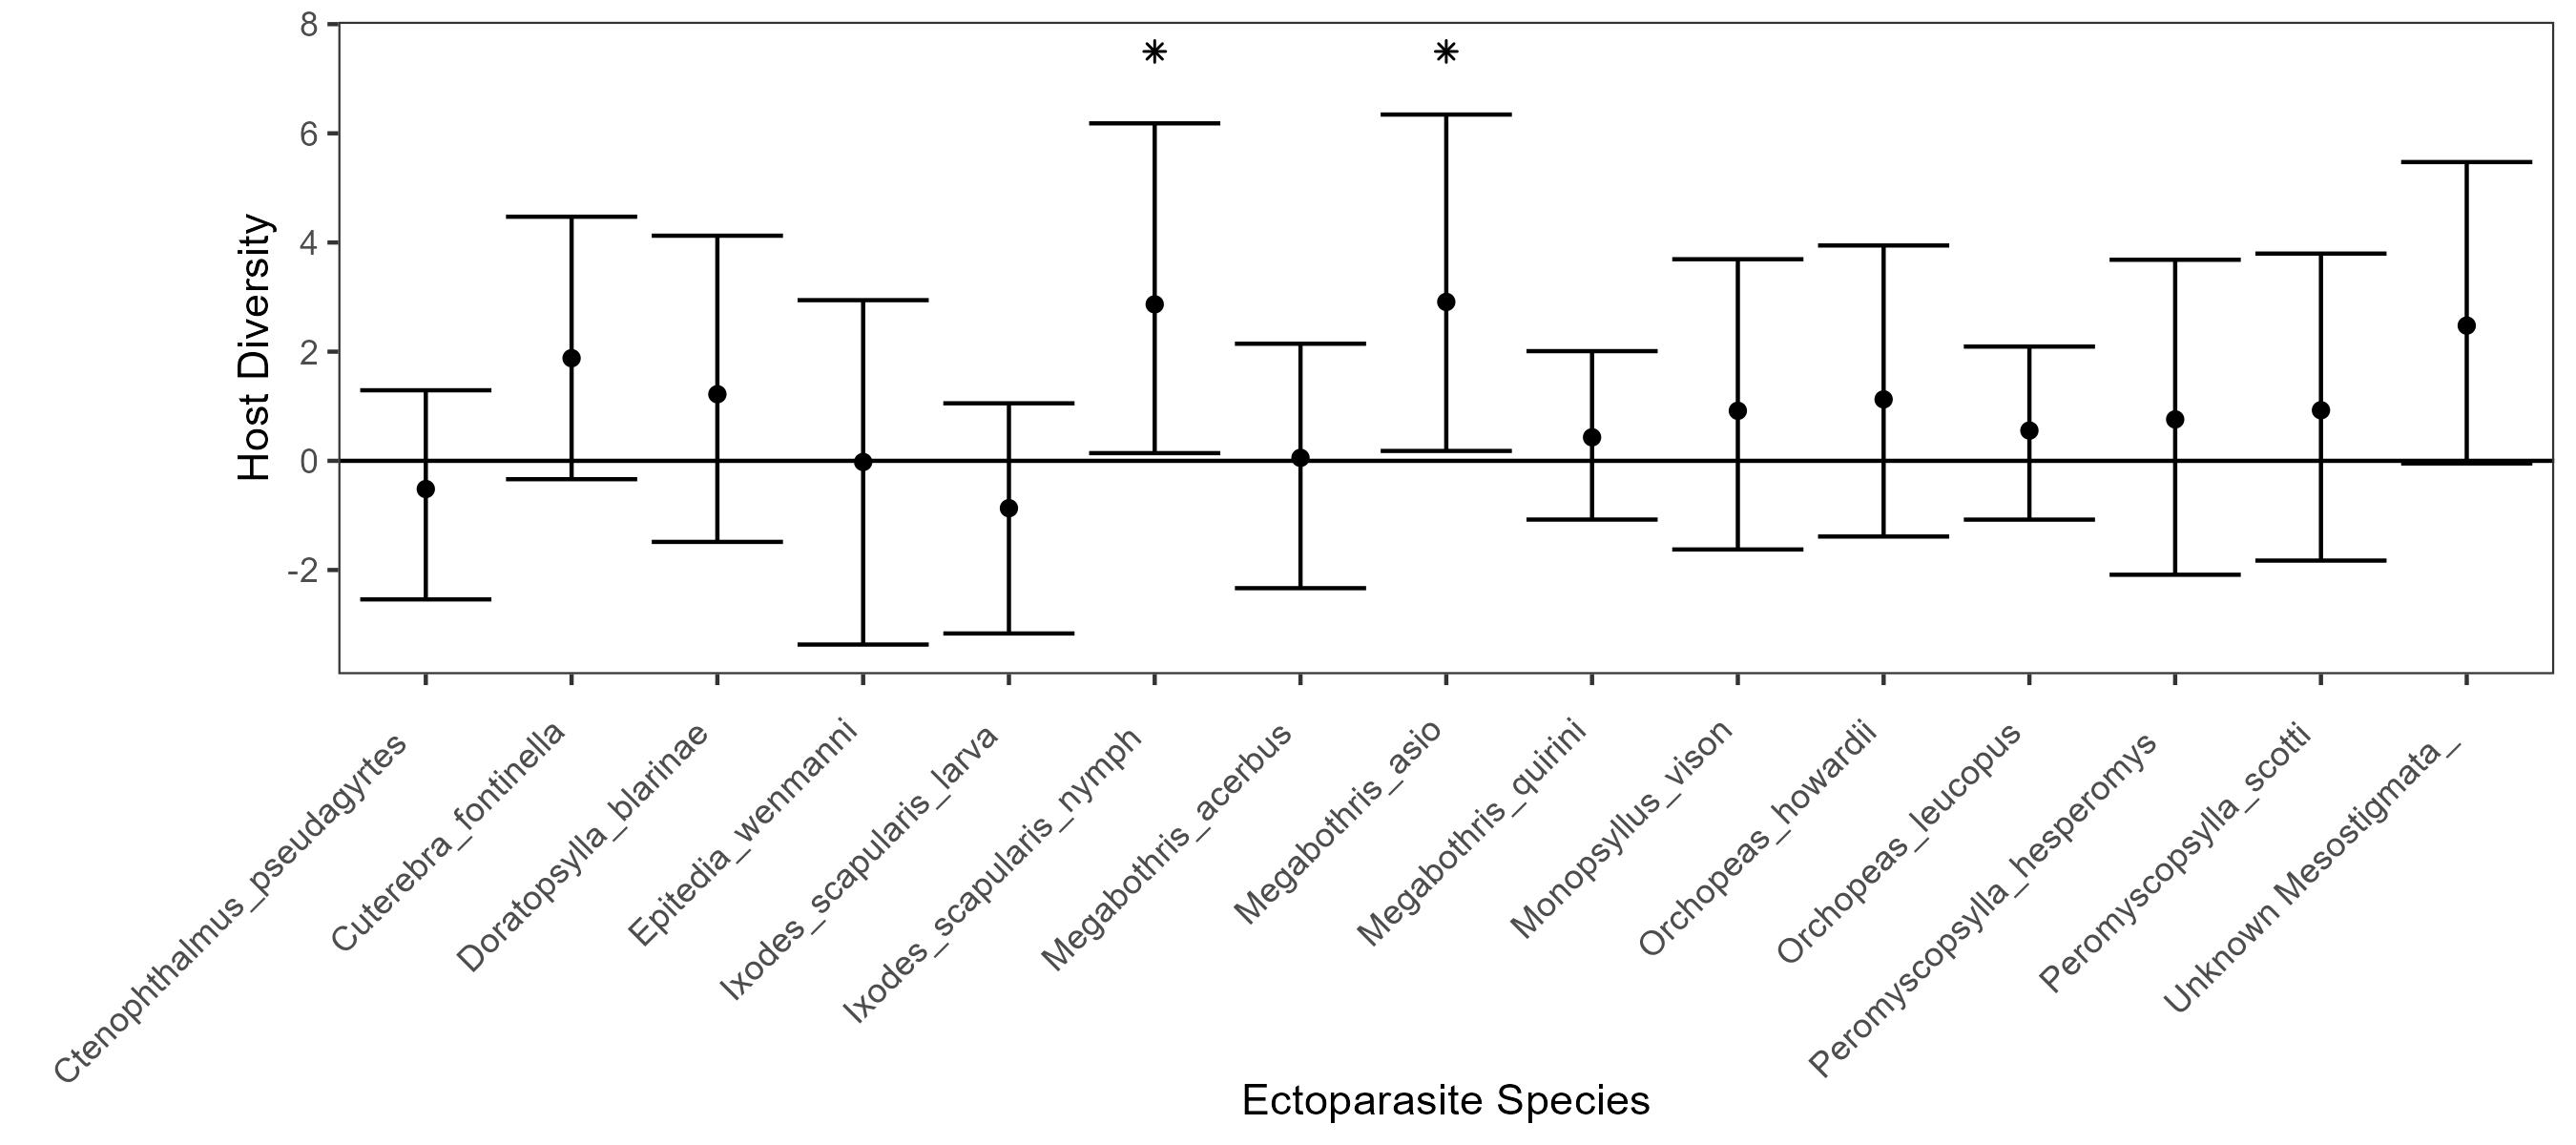 8
6
4
2
0
-2
Host Diversity
*
*
Ctenophthalmus_pseudagyrtes
Cuterebra_fontinella
Doratopsylla_blarinae
Epitedia_wenmanni
Ixodes_scapularis_larva
Ixodes_scapularis_nymph
Megabothris_acerbus
Megabothris_asio
Megabothris_quirini
Monopsyllus_vison
Orchopeas_howardii
Orchopeas_leucopus
Peromyscopsylla_hesperomys
Peromyscopsylla_scotti
Unknown Mesostigmata_
Ectoparasite Species